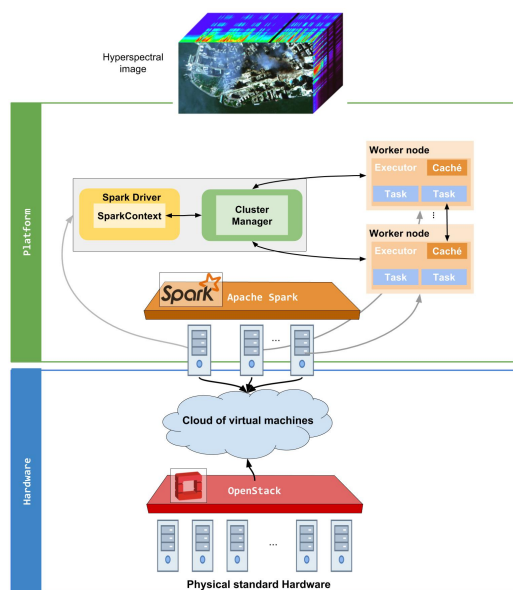 Hyperspectral
image
Platform
Worker node
Executor
Caché
Task
Task
...
Spark Driver
SparkContext
Cluster
Manager
Worker node
Executor
Caché
Task
Task
Spark
Apache Spark
...
Hardware
Cloud of virtual machines
OpenStack
...
Physical standard Hardware